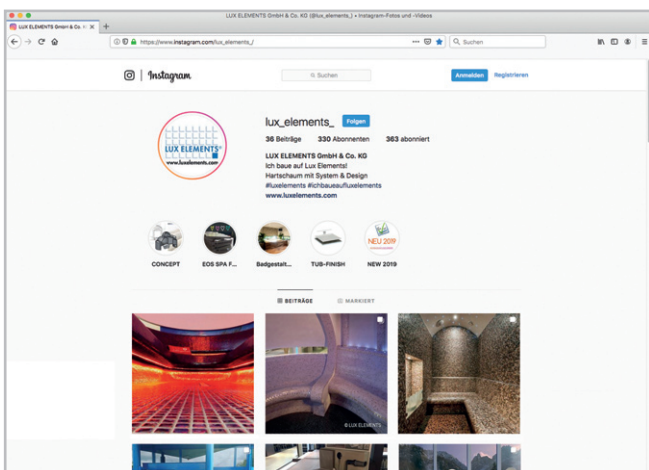 LUX ELEMENTS GmbH & Co. KG (@lux_elements_) • Instagram-Fotos und -Videos
LUX ELEMENTS GmbH & Co. K
https://www.instagram.com/lux_elements_/
Suchen
Instagram
Suchen
Anmelden
Registrieren
LUX ELEMENTS
www.luxelements.com
lux_elements_
Folgen
36 Beiträge 330 Abonnenten 363 abonniert
LUX ELEMENTS GmbH & Co. KG
Ich baue auf Lux Elements!
Hartschaum mit System & Design
#luxelements #ichbaueaufluxelements
www.luxelements.com
NEU 2019
CONCEPT
EOS SPA F...
Badgestalt...
TUB-FINISH
NEW 2019
BEITRÄGE
MARKIERT
© LUX ELEMENTS